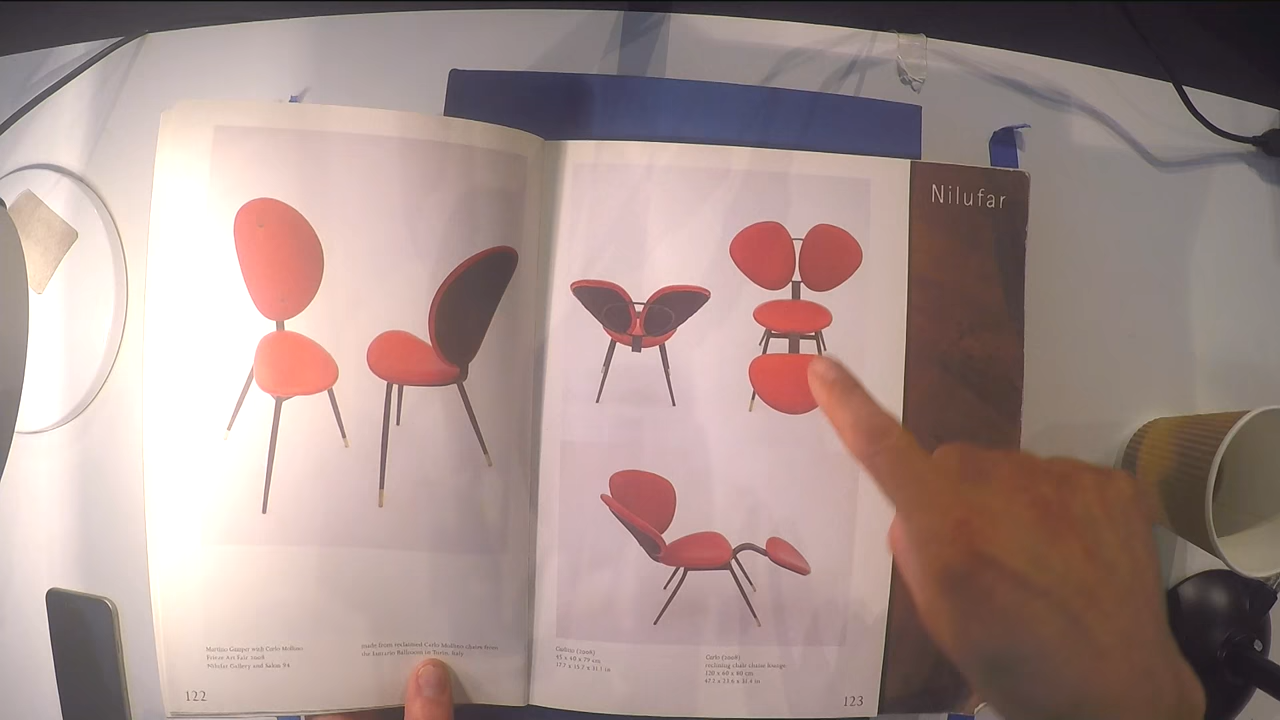 Martino Gamper with Carlo Mollino
Frieze Art Fair 2008
Nilufar Gallery and Salon 94
made from reclaimed Carlo Mollino chairs from
the Lutrario Ballroom in Turin, Italy
122
(2008)
45 x 40 x 79 cm
17.7 x 15.7 x 31.1 in
Carlo (2008)
reclining chair/chaise lounge
120 x 60 x 80 cm
47.2 x 23.6 x 31.4 in
123
Nilufar